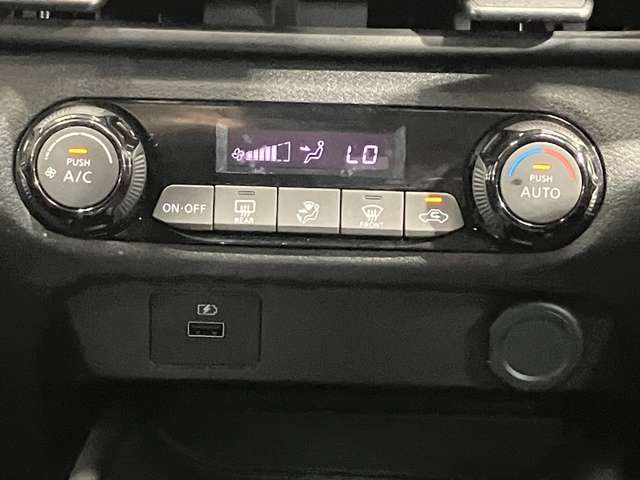 LO
PUSH
A/C
PUSH
AUTO
ON·OFF
REAR
FRONT